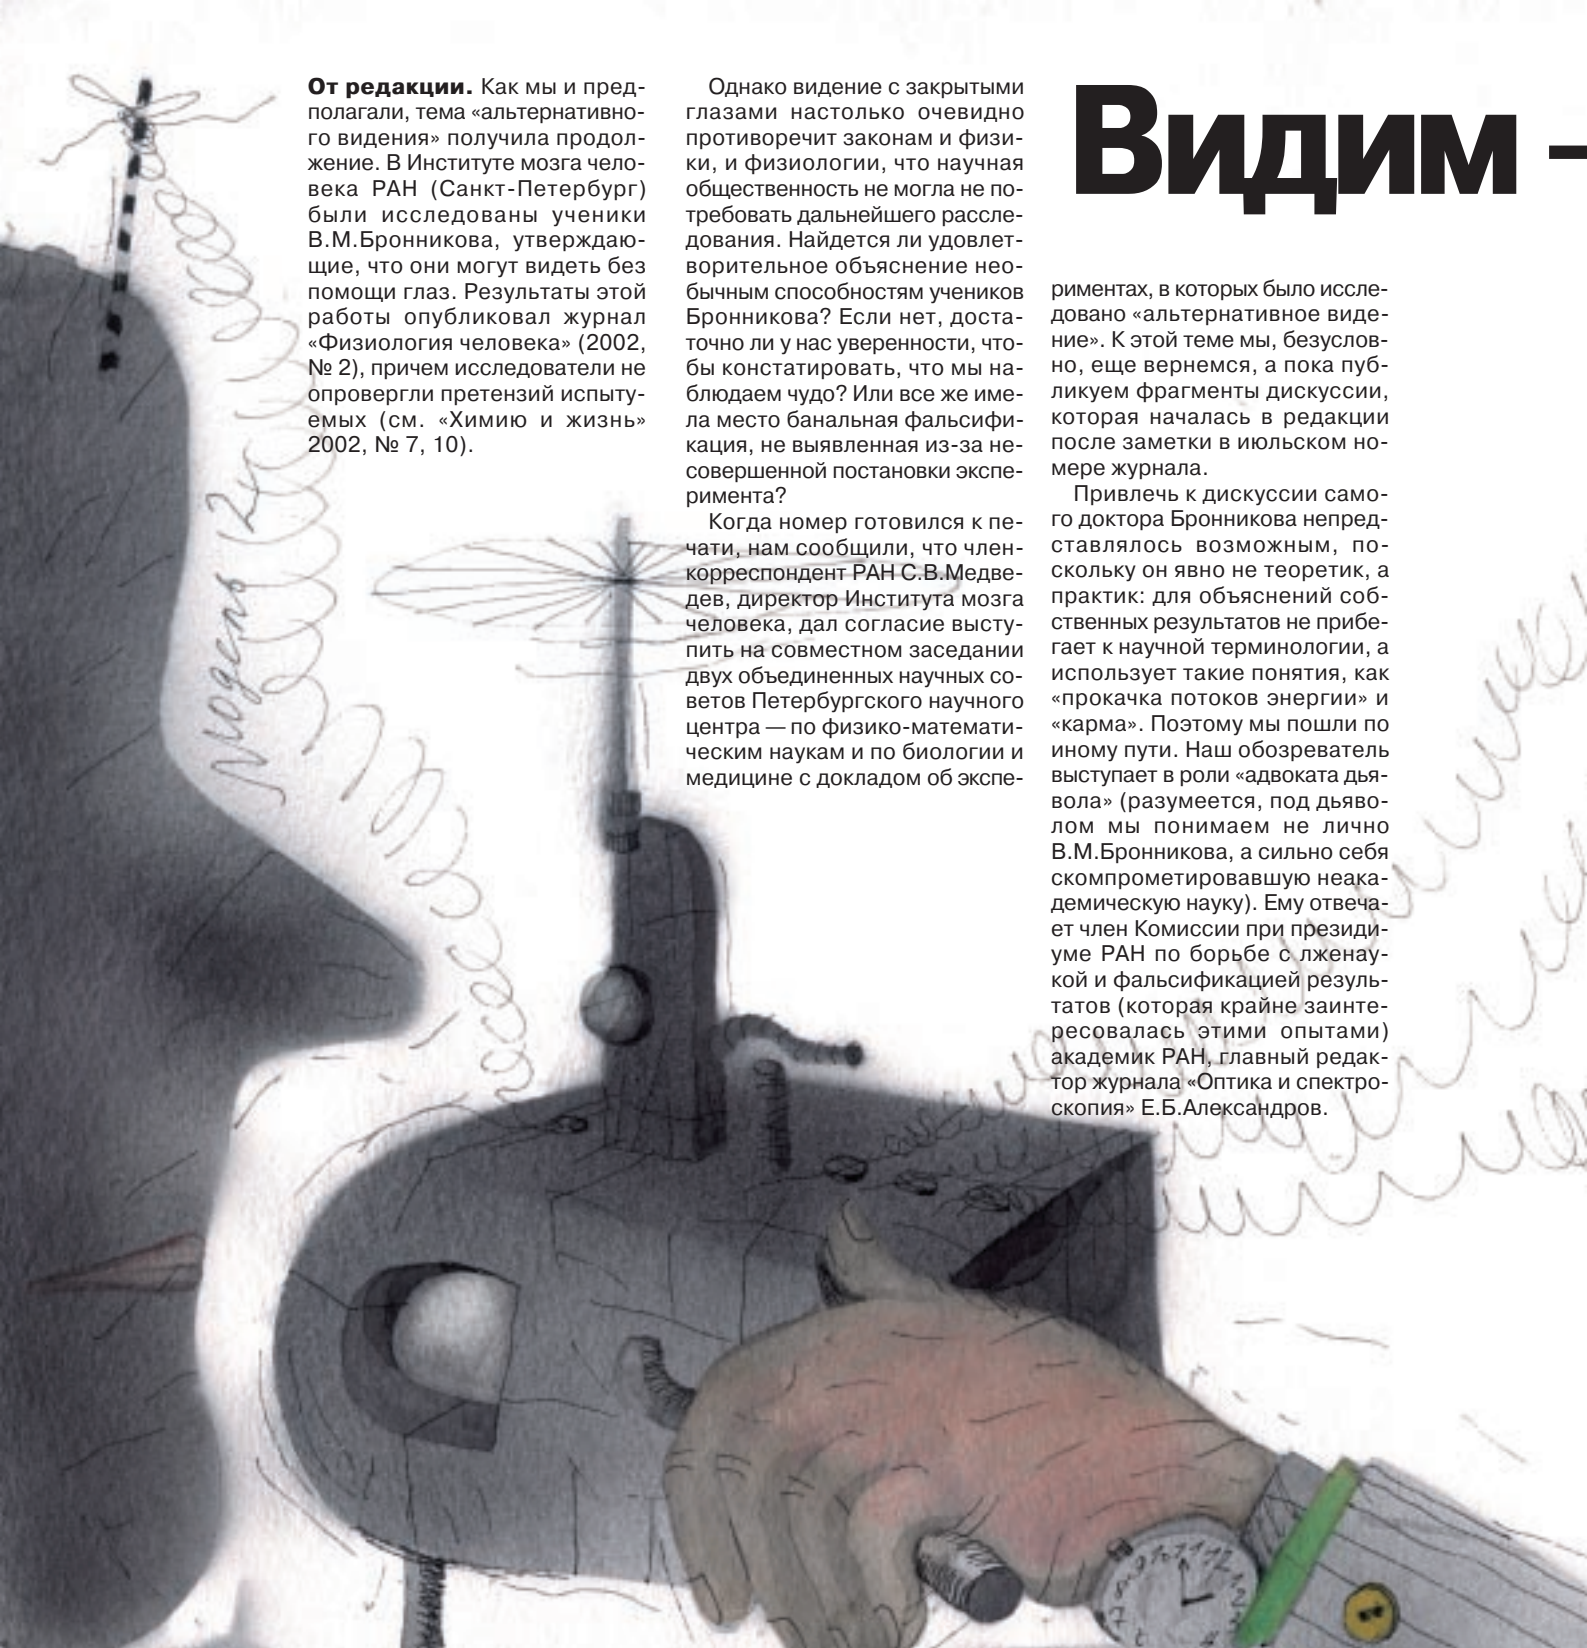 Видим –
От редакции. Как мы и пред-
полагали, тема «альтернативно-
го видения» получила продол-
жение. В Институте мозга чело-
века РАН (Санкт-Петербург)
были исследованы ученики
В.М.Бронникова, утверждаю-
щие, что они могут видеть без
помощи глаз. Результаты этой
работы опубликовал журнал
«Физиология человека» (2002,
№ 2), причем исследователи не
опровергли претензий испыту-
емых (см. «Химию и жизнь»
2002, № 7, 10).
Однако видение с закрытыми
глазами настолько очевидно
противоречит законам и физи-
ки, и физиологии, что научная
общественность не могла не по-
требовать дальнейшего рассле-
дования. Найдется ли удовлет-
ворительное объяснение нео-
бычным способностям учеников
Бронникова? Если нет, доста-
точно ли у нас уверенности, что-
бы констатировать, что мы на-
блюдаем чудо? Или все же име-
ла место банальная фальсифи-
кация, не выявленная из-за не-
совершенной постановки экспе-
римента?
Когда номер готовился к пе-
чати, нам сообщили, что член-
корреспондент РАН С.В.Медве-
дев, директор Института мозга
человека, дал согласие высту-
пить на совместном заседании
двух объединенных научных со-
ветов Петербургского научного
центра — по физико-математи-
ческим наукам и по биологии и
медицине с докладом об экспе-
риментах, в которых было иссле-
довано «альтернативное виде-
ние». К этой теме мы, безуслов-
но, еще вернемся, а пока пуб-
ликуем фрагменты дискуссии,
которая началась в редакции
после заметки в июльском но-
мере журнала.
Привлечь к дискуссии само-
го доктора Бронникова непред-
ставлялось возможным, по-
скольку он явно не теоретик, а
практик: для объяснений соб-
ственных результатов не прибе-
гает к научной терминологии, а
использует такие понятия, как
«прокачка потоков энергии» и
«карма». Поэтому мы пошли по
иному пути. Наш обозреватель
выступает в роли «адвоката дья-
вола» (разумеется, под дьяво-
лом мы понимаем не лично
В.М.Бронникова, а сильно себя
скомпрометировавшую неака-
демическую науку). Ему отвеча-
ет член Комиссии при президи-
уме РАН по борьбе с лженау-
кой и фальсификацией резуль-
татов (которая крайне заинте-
ресовалась этими опытами)
академик РАН, главный редак-
тор журнала «Оптика и спектро-
скопия» Е.Б.Александров.
модель 2